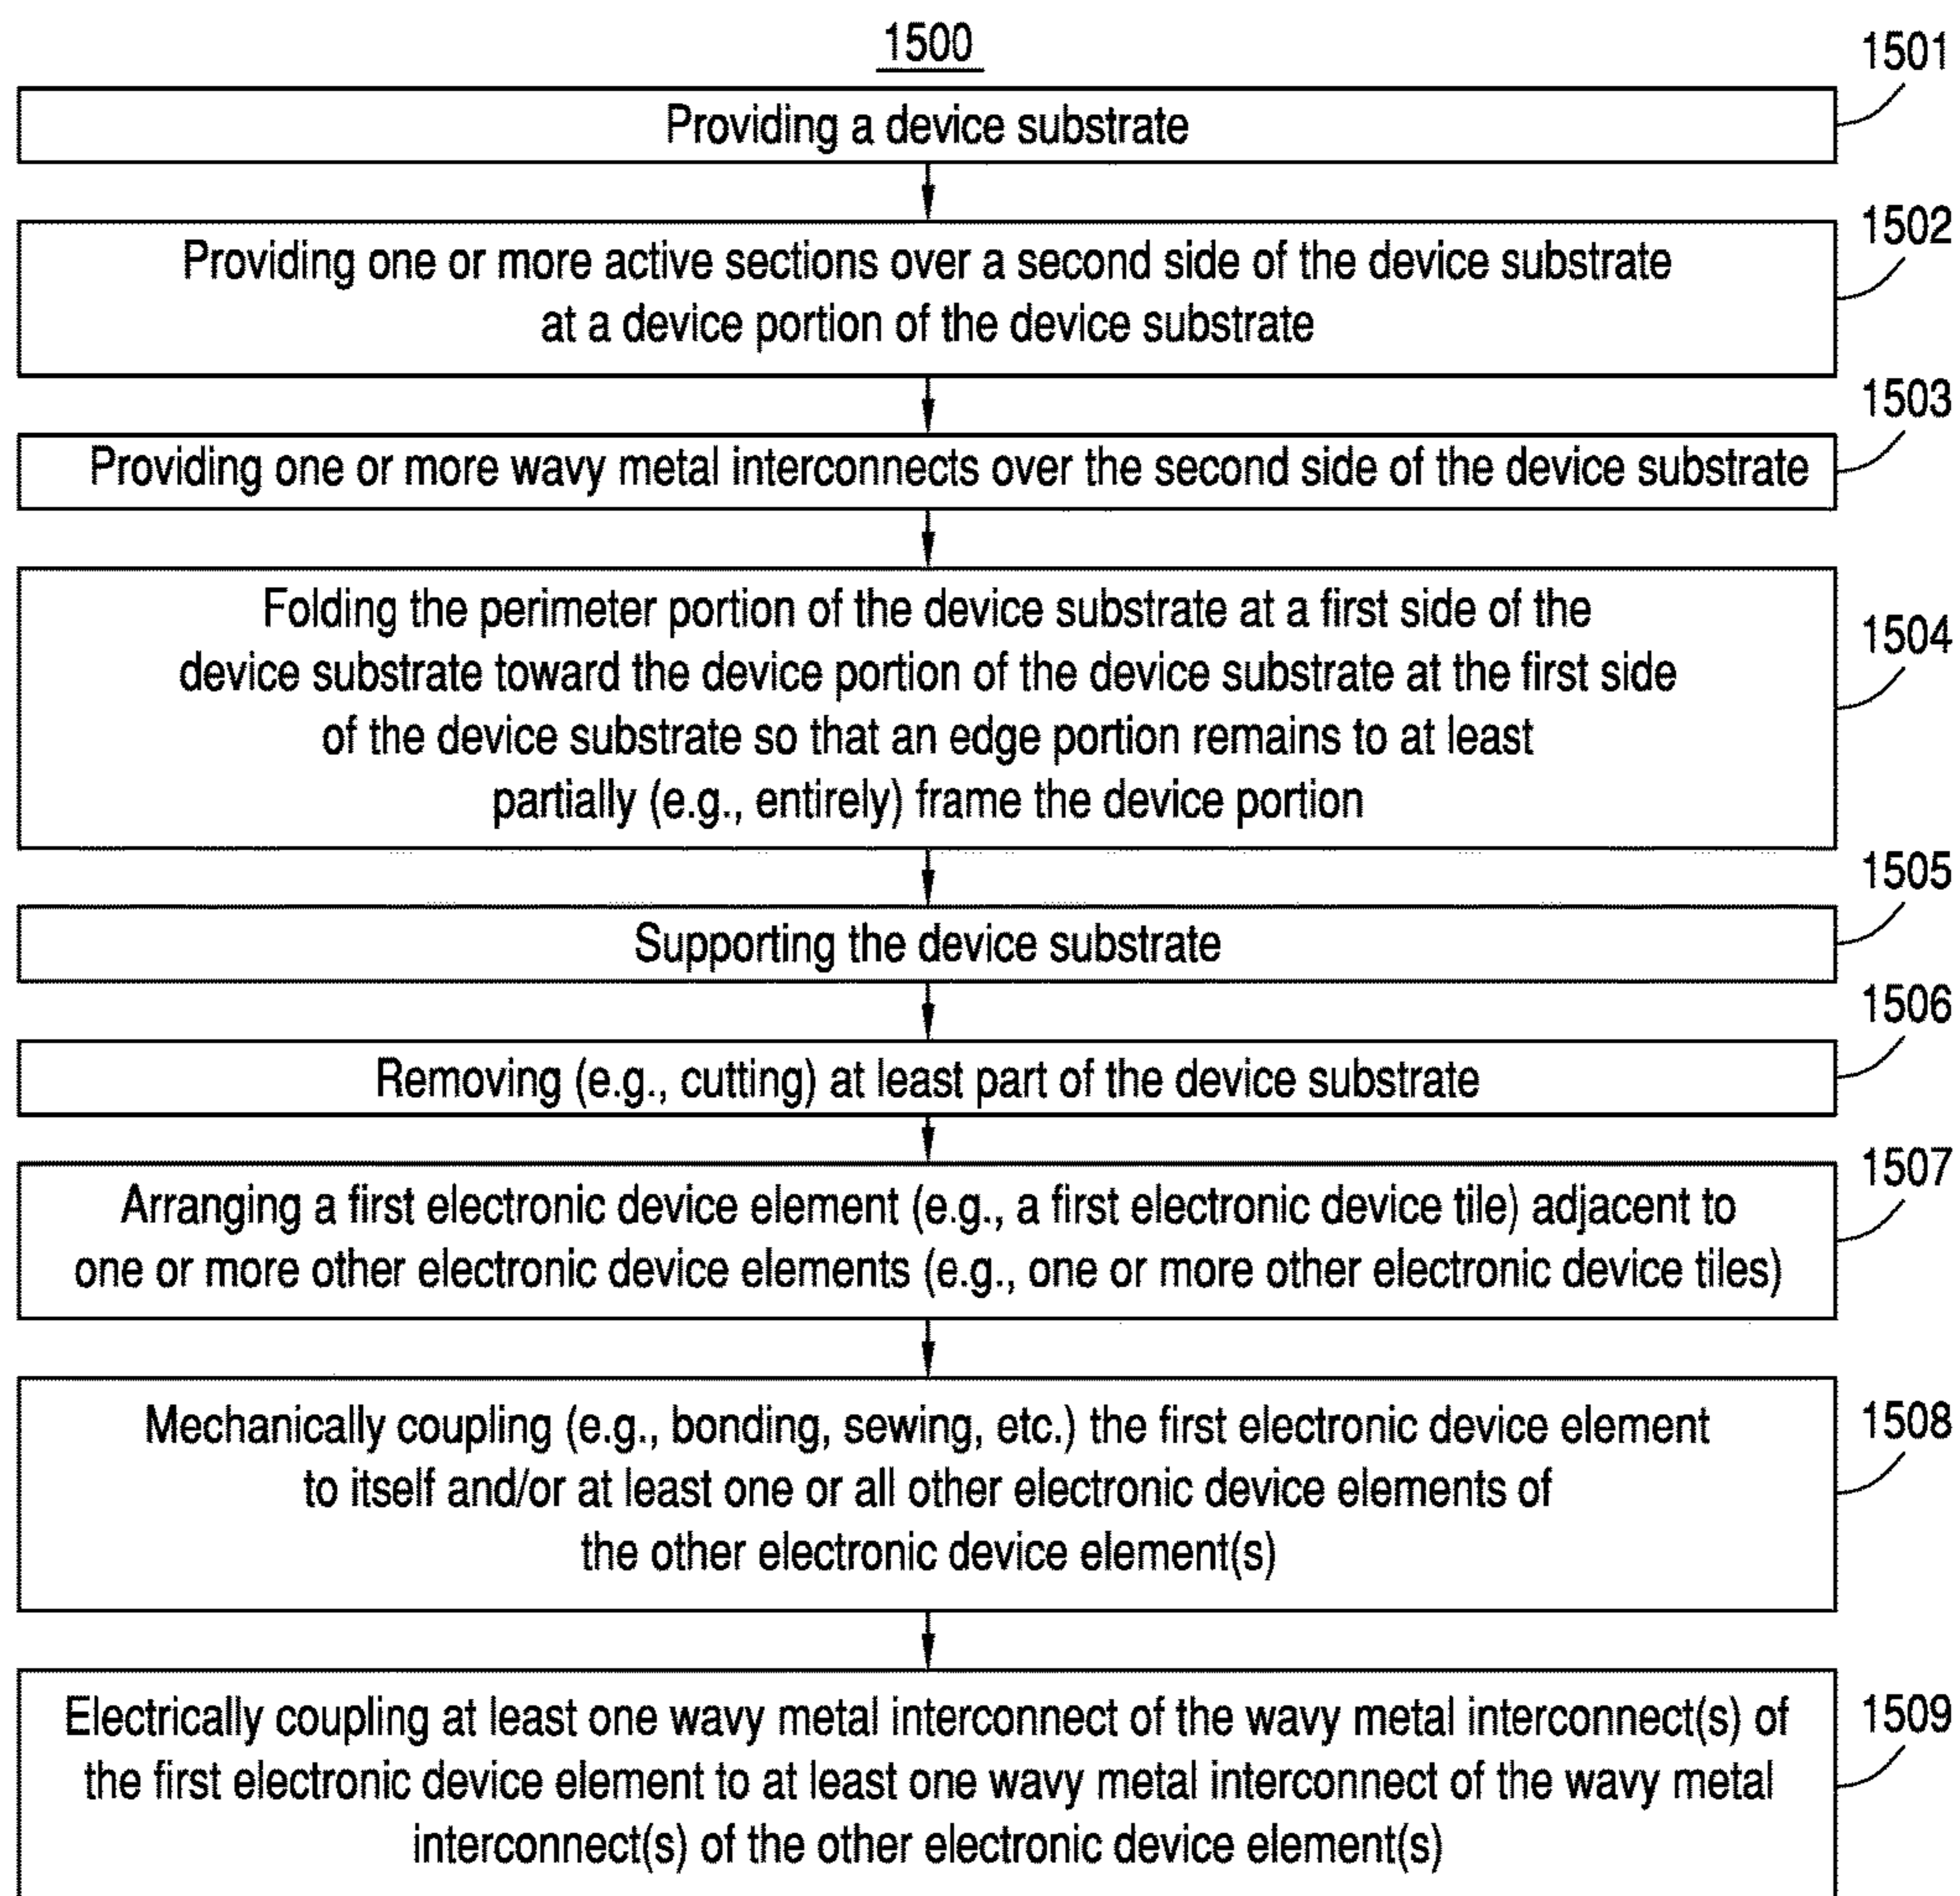 1500
1501
Providing a device substrate
1502
Providing one or more active sections over a second side of the device substrate
at a device portion of the device substrate
1503
Providing one or more wavy metal interconnects over the second side of the device substrate
1504
Folding the perimeter portion of the device substrate at a first side of the
device substrate toward the device portion of the device substrate at the first side
of the device substrate so that an edge portion remains to at least
partially (e.g., entirely) frame the device portion
1505
Supporting the device substrate
1506
Removing (e.g., cutting) at least part of the device substrate
1507
Arranging a first electronic device element (e.g., a first electronic device tile) adjacent to
one or more other electronic device elements (e.g., one or more other electronic device tiles)
1508
Mechanically coupling (e.g., bonding, sewing, etc.) the first electronic device element
to itself and/or at least one or all other electronic device elements of
the other electronic device element(s)
1509
Electrically coupling at least one wavy metal interconnect of the wavy metal interconnect(s) of
the first electronic device element to at least one wavy metal interconnect of the wavy metal
interconnect(s) of the other electronic device element(s)